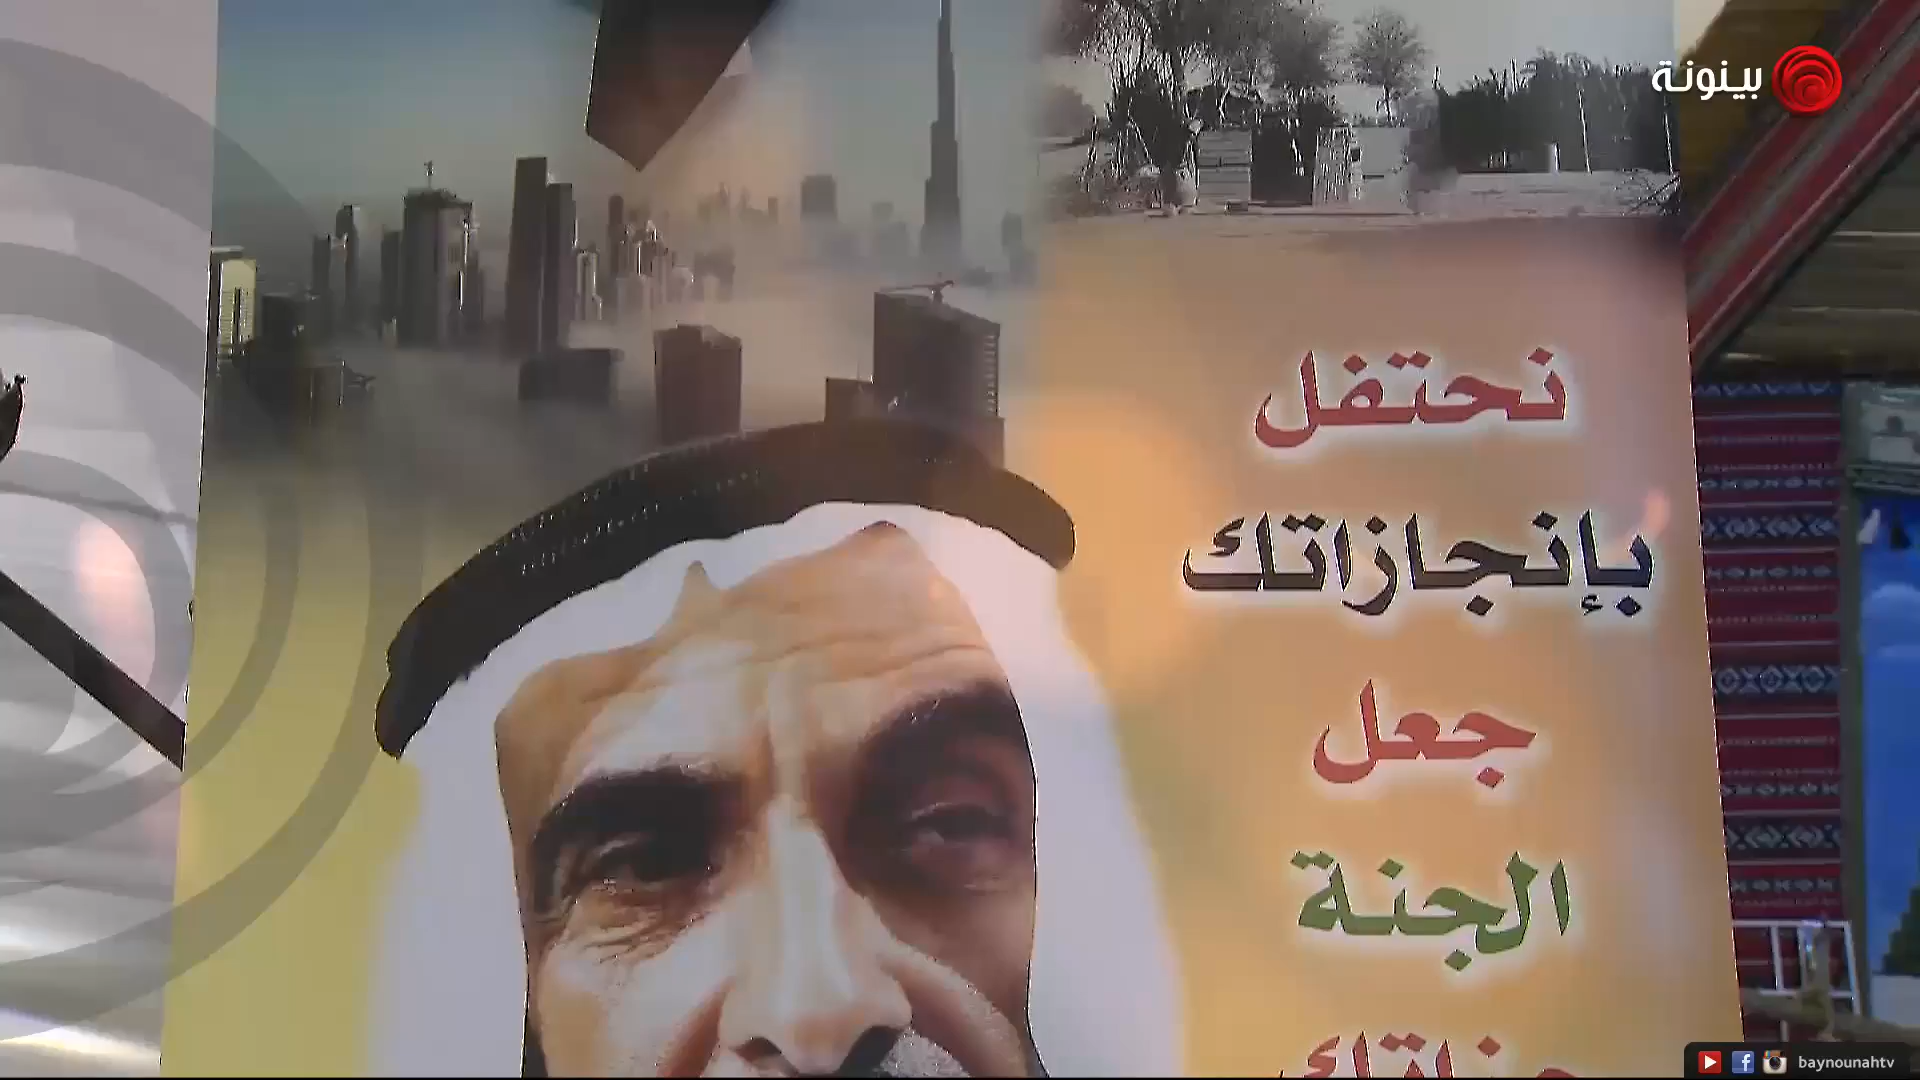 بينونة
نحتفل
بإنجازاتك
جعل
الجنة
baynounahtv